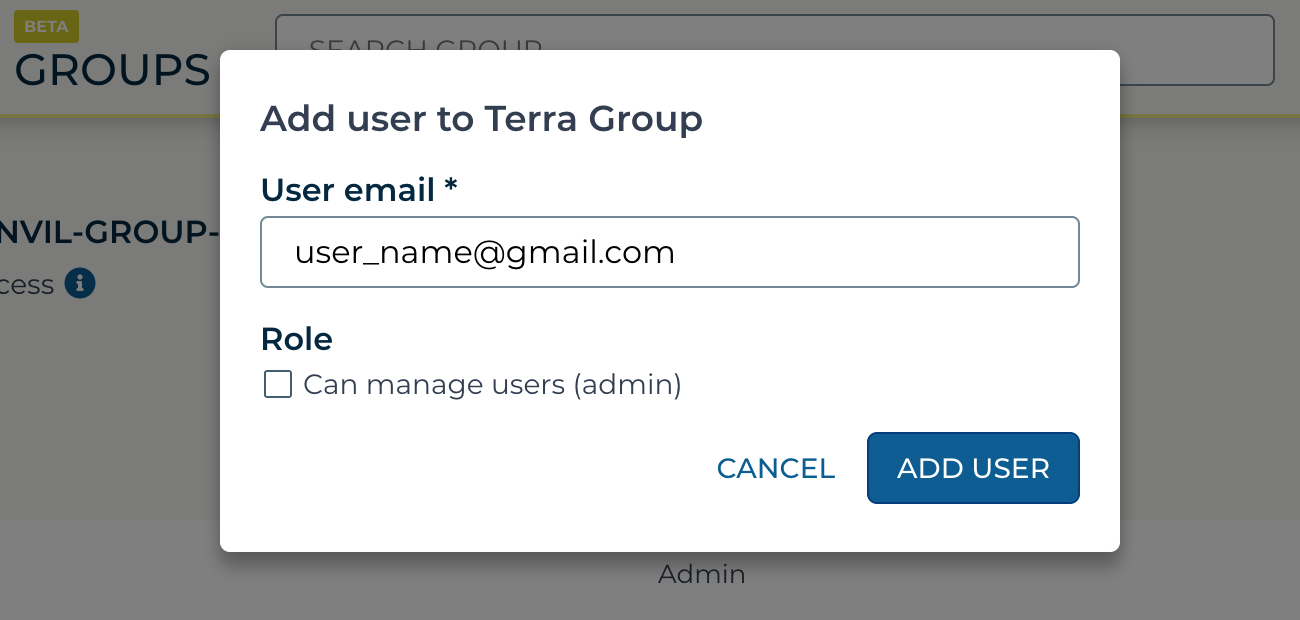 BETA
GROUPS
SEARCH GROUP
Add user to Terra Group
User email *
user_name@gmail.com
NVIL-GROUP-
cess
Role
Can manage users (admin)
CANCEL
ADD USER
Admin